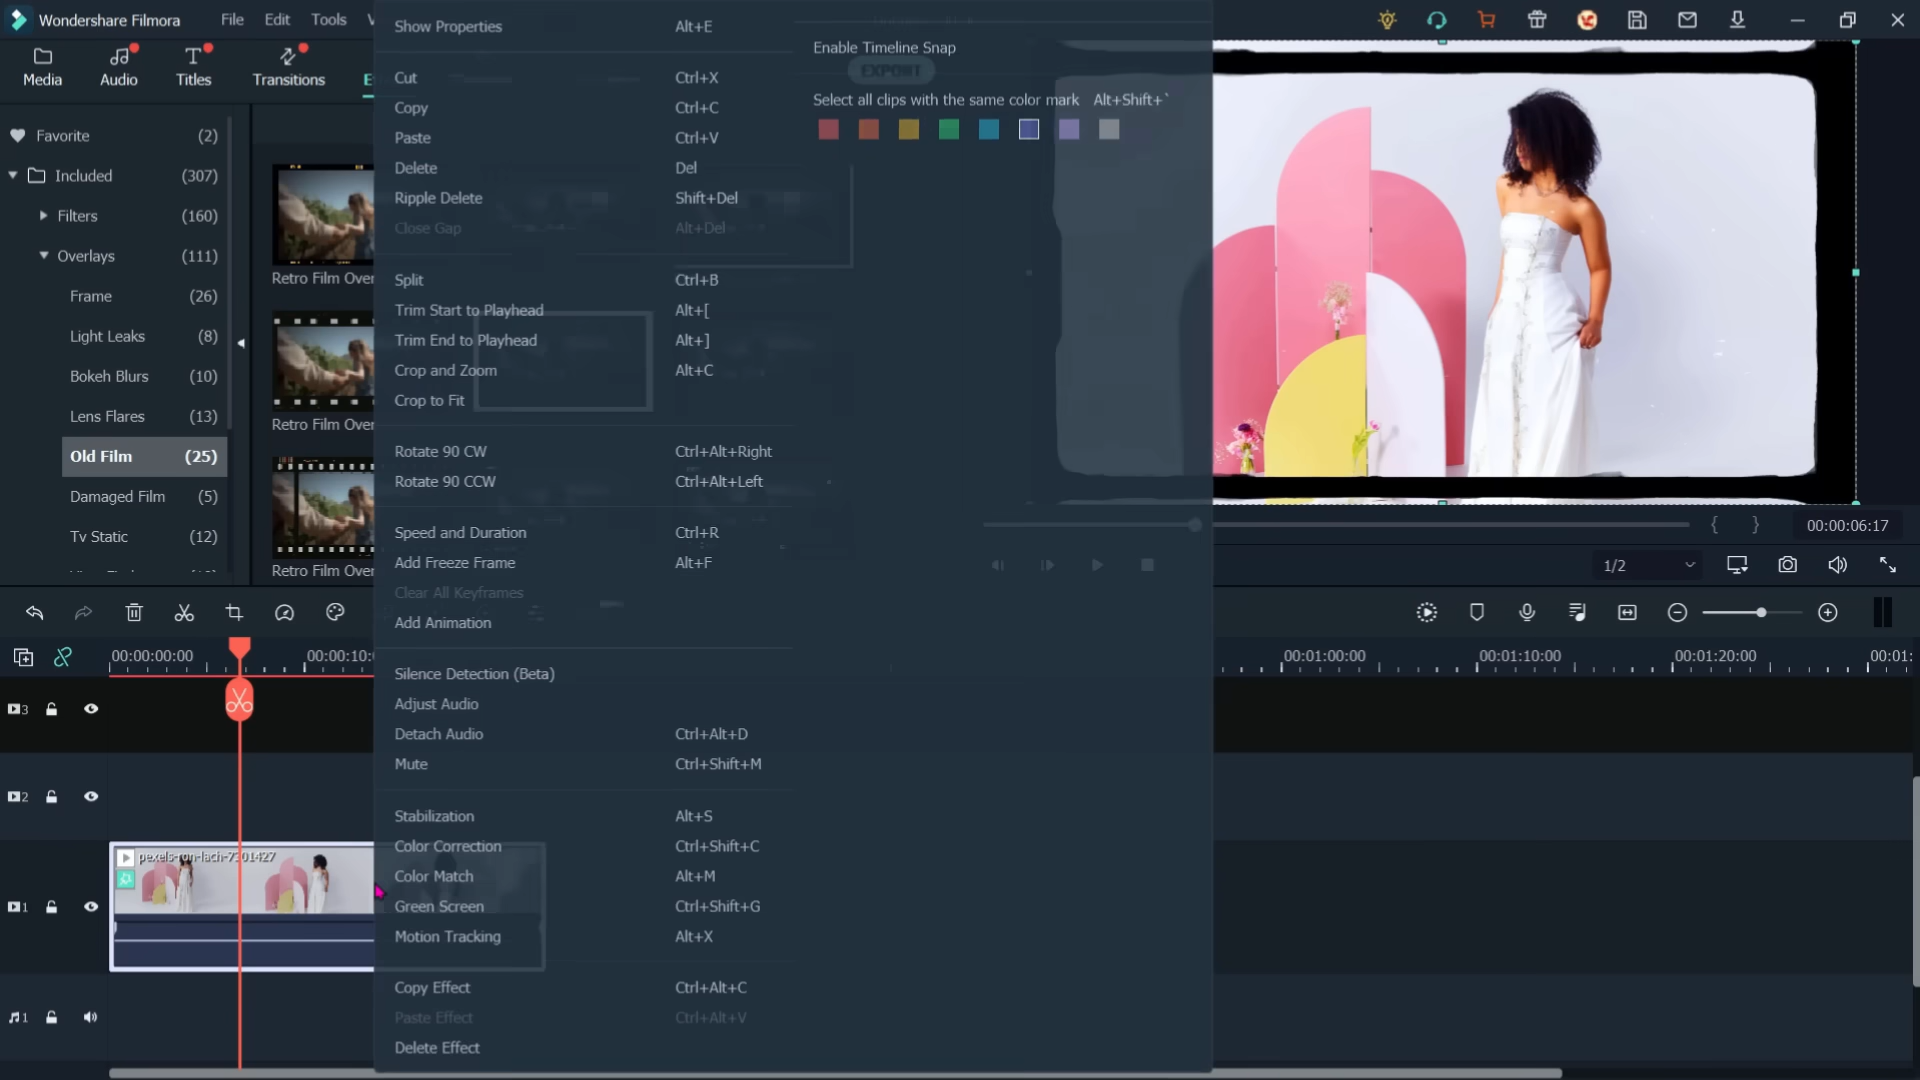 Wondershare Filmora
File
Edit
Tools
Media
Audio
Titles
Transitions
Favorite (2)
Included (307)
Filters (160)
Overlays (111)
Frame (26)
Light Leaks (8)
Bokeh Blurs (10)
Lens Flares (13)
Old Film (25)
Damaged Film (5)
Tv Static (12)
Retro Film Over
Retro Film Over
Retro Film Over
Show Properties Alt+E
Cut Ctrl+X
Copy Ctrl+C
Paste Ctrl+V
Delete Del
Ripple Delete Shift+Del
Close Gap Alt+Del
Split Ctrl+B
Trim Start to Playhead Alt+[
Trim End to Playhead Alt+]
Crop and Zoom Alt+C
Crop to Fit
Rotate 90 CW Ctrl+Alt+Right
Rotate 90 CCW Ctrl+Alt+Left
Speed and Duration Ctrl+R
Add Freeze Frame Alt+F
Clear All Keyframes
Add Animation
Silence Detection (Beta)
Adjust Audio
Detach Audio Ctrl+Alt+D
Mute Ctrl+Shift+M
Stabilization Alt+S
Color Correction Ctrl+Shift+C
Color Match Alt+M
Green Screen Ctrl+Shift+G
Motion Tracking Alt+X
Copy Effect Ctrl+Alt+C
Paste Effect Ctrl+Alt+V
Delete Effect
Enable Timeline Snap
EXPORT
Select all clips with the same color mark Alt+Shift+`
{ } 00:00:06:17
1/2
00:00:00:00
00:00:10:
00:01:00:00
00:01:10:00
00:01:20:00
00:01:
3
2
1
pexels-ron-lach-7301427
1